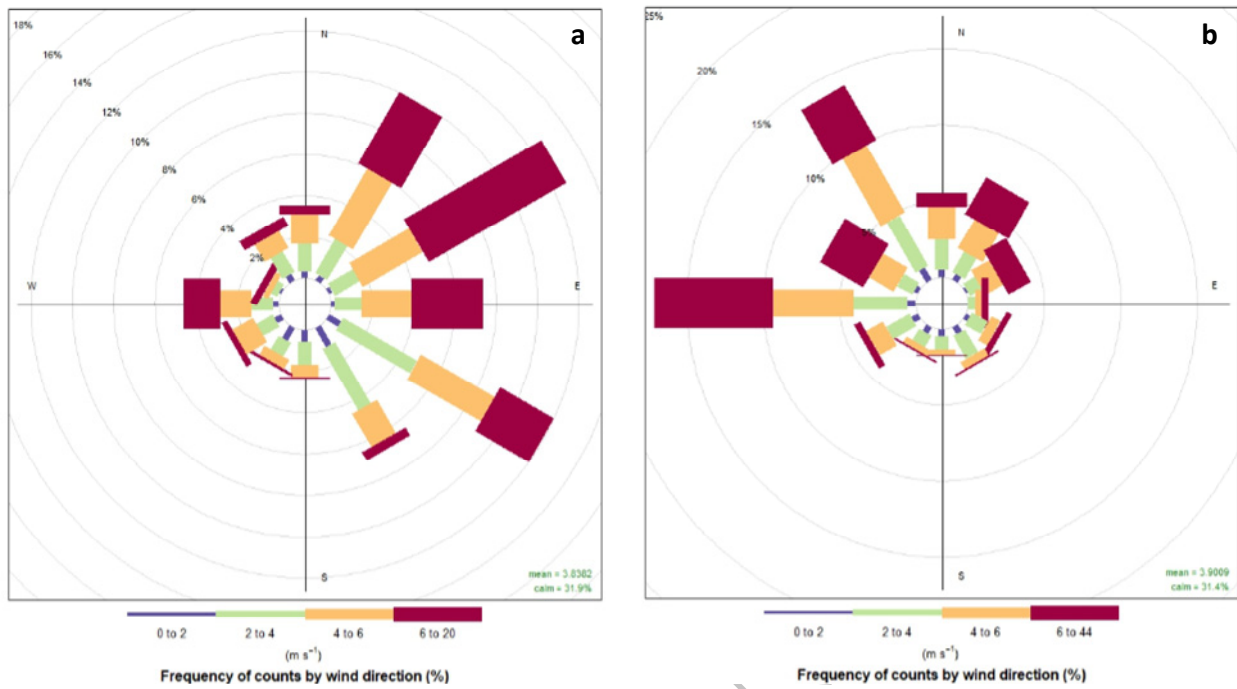 a
N
18%
16%
14%
12%
10%
8%
6%
4%
2%
W
E
S
mean = 3.8382
calm = 31.9%
0 to 2
2 to 4
4 to 6
6 to 20
(m s⁻¹)
Frequency of counts by wind direction (%)
b
N
25%
20%
15%
10%
5%
W
E
S
mean = 3.9009
calm = 31.4%
0 to 2
2 to 4
4 to 6
6 to 44
(m s⁻¹)
Frequency of counts by wind direction (%)